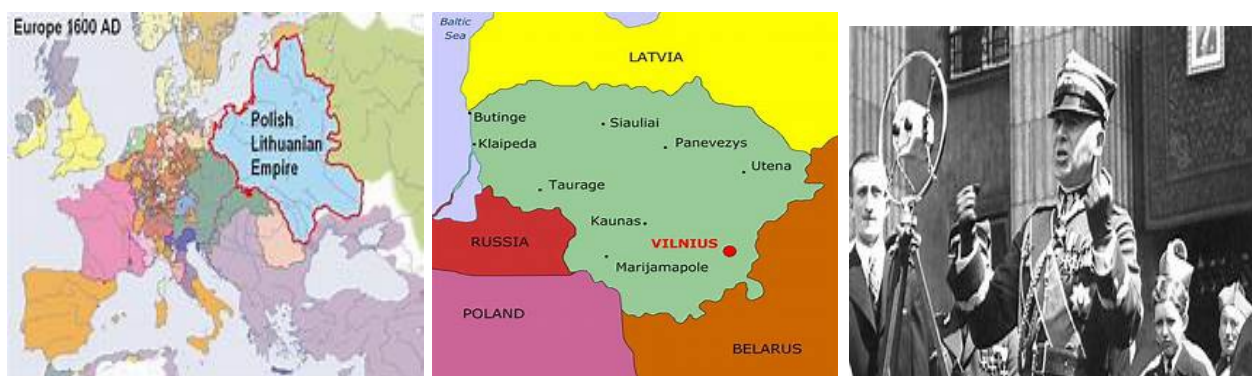 Europe 1600 AD
Polish
Lithuanian
Empire
Baltic
Sea
LATVIA
Butinge
Siauliai
Klaipeda
Panevezys
Utena
Taurage
Kaunas
RUSSIA
VILNIUS
Marijamapole
POLAND
BELARUS